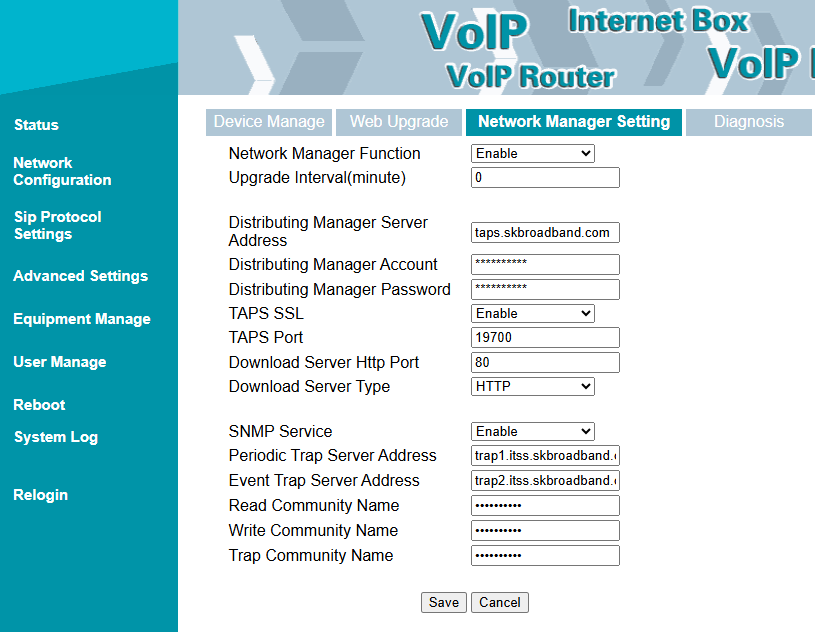 VoIP
Internet Box
VoIP Router
VoIP
Device Manage
Web Upgrade
Network Manager Setting
Diagnosis
Status
Network
Configuration
Sip Protocol
Settings
Advanced Settings
Equipment Manage
User Manage
Reboot
System Log
Relogin
Network Manager Function Enable
Upgrade Interval(minute) 0
Distributing Manager Server
Address taps.skbroadband.com
Distributing Manager Account **********
Distributing Manager Password **********
TAPS SSL Enable
TAPS Port 19700
Download Server Http Port 80
Download Server Type HTTP
SNMP Service Enable
Periodic Trap Server Address trap1.itss.skbroadband.
Event Trap Server Address trap2.itss.skbroadband.
Read Community Name ••••••••••
Write Community Name ••••••••••
Trap Community Name ••••••••••
Save Cancel